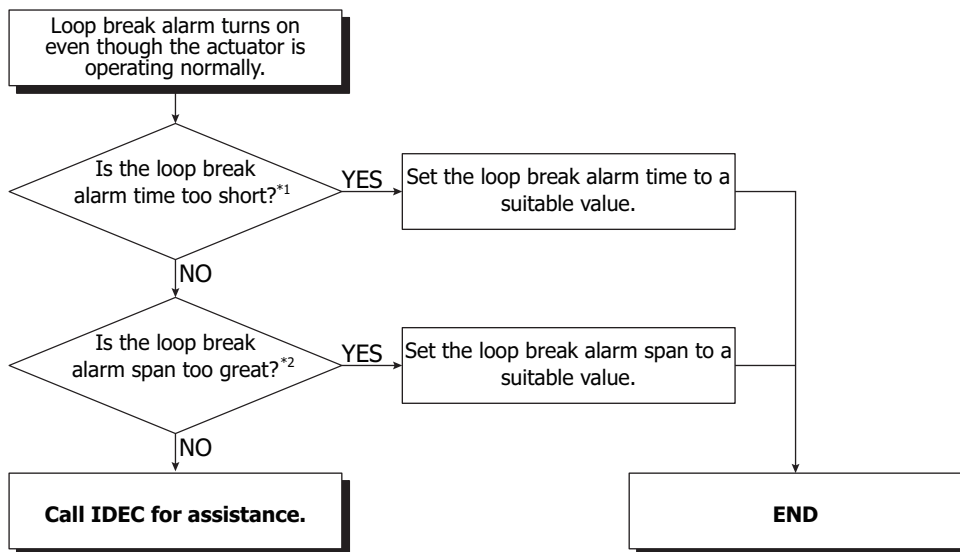 Loop break alarm turns on
even though the actuator is
operating normally.
Is the loop break
alarm time too short?*1
YES
Set the loop break alarm time to a
suitable value.
NO
Is the loop break
alarm span too great?*2
YES
Set the loop break alarm span to a
suitable value.
NO
Call IDEC for assistance.
END